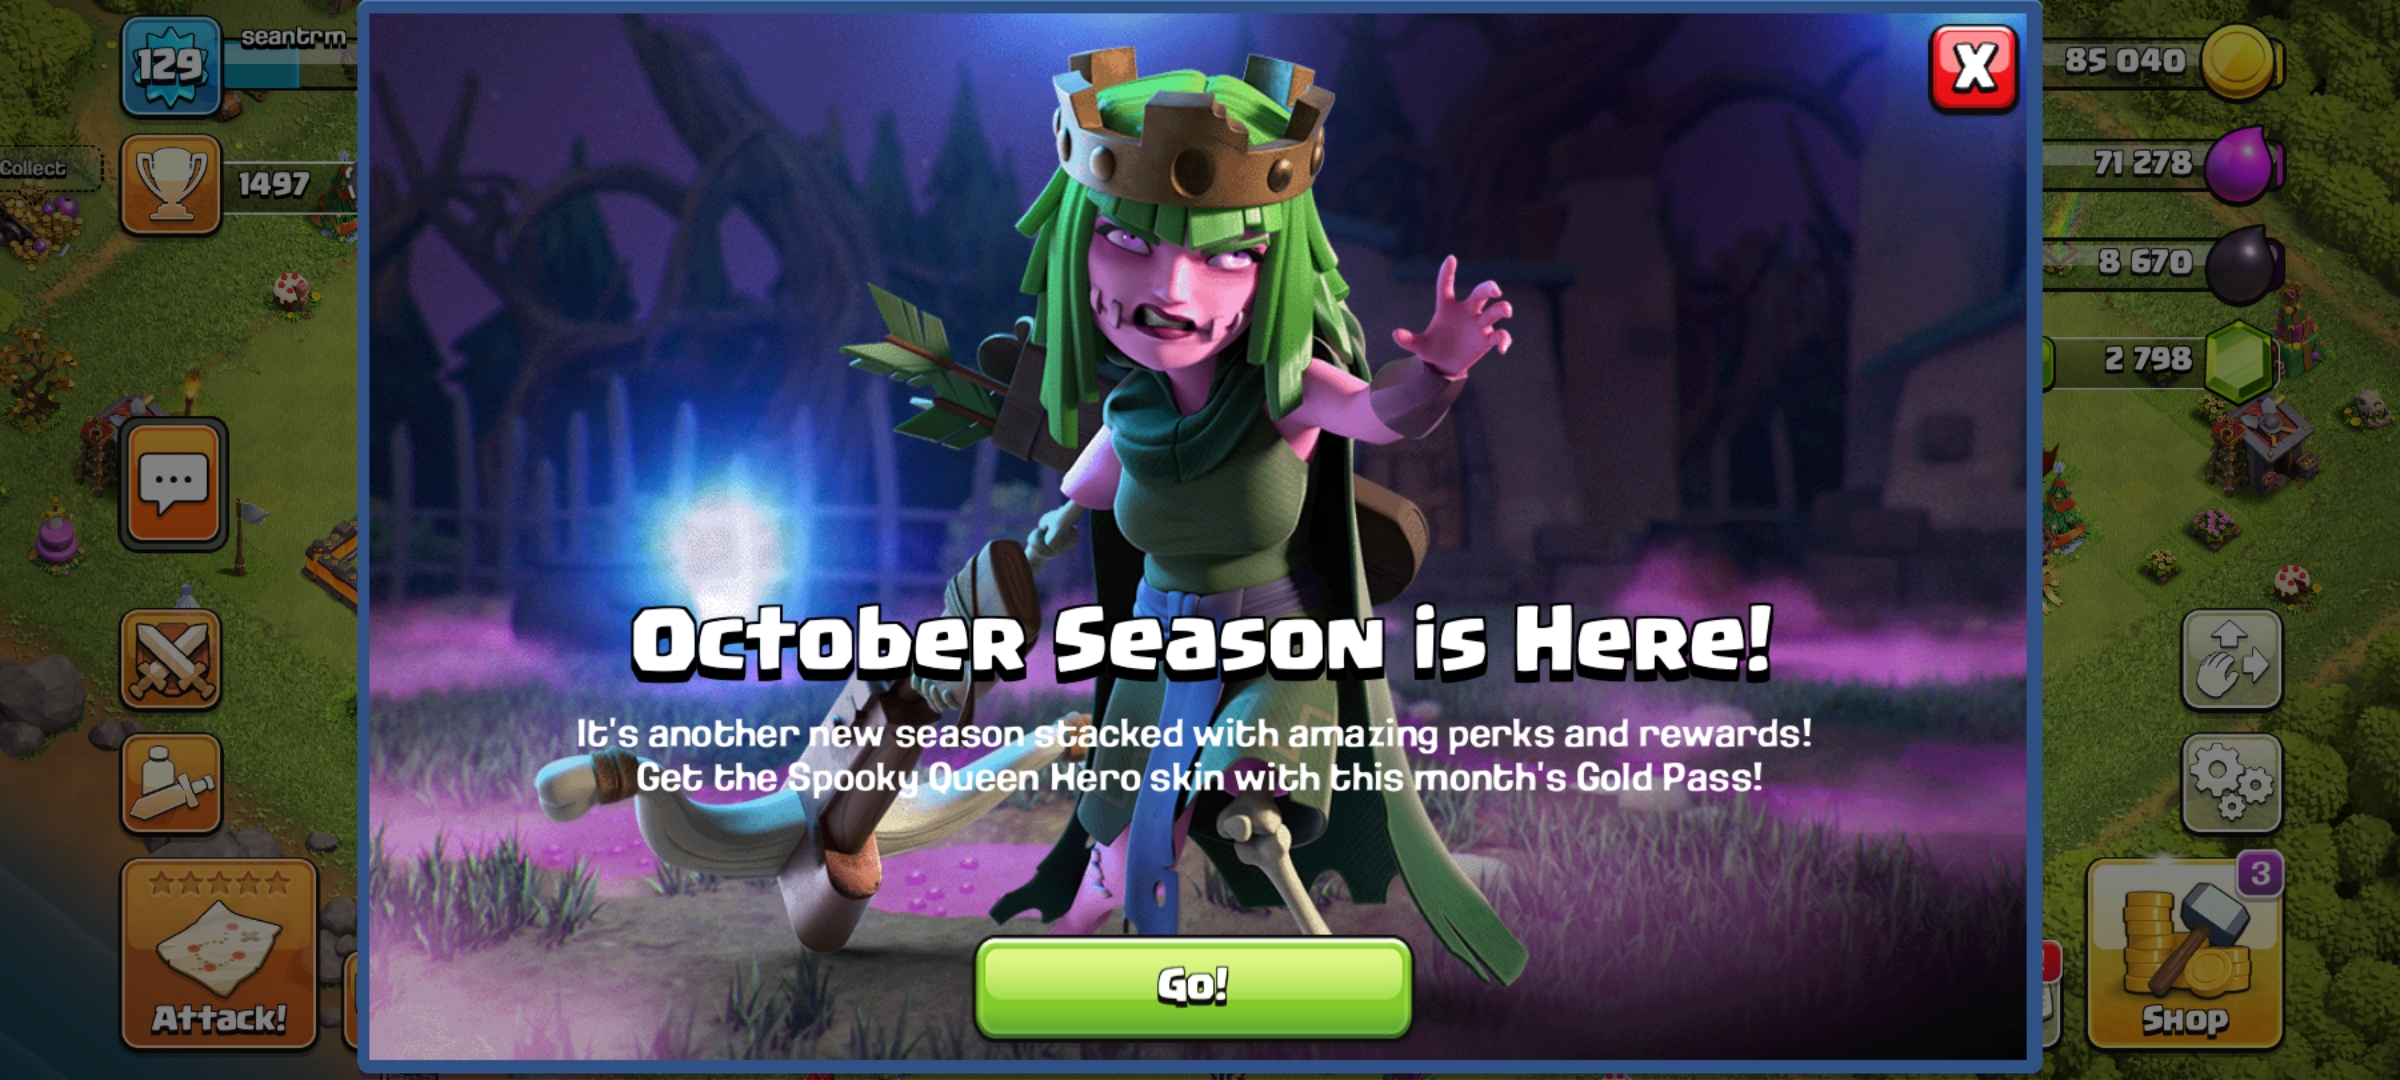 129
seantrm
1497
Collect
85 040
71 278
8 670
2 798
October Season is Here!
It's another new season stacked with amazing perks and rewards!
Get the Spooky Queen Hero skin with this month's Gold Pass!
Go!
X
Attack!
3
Shop